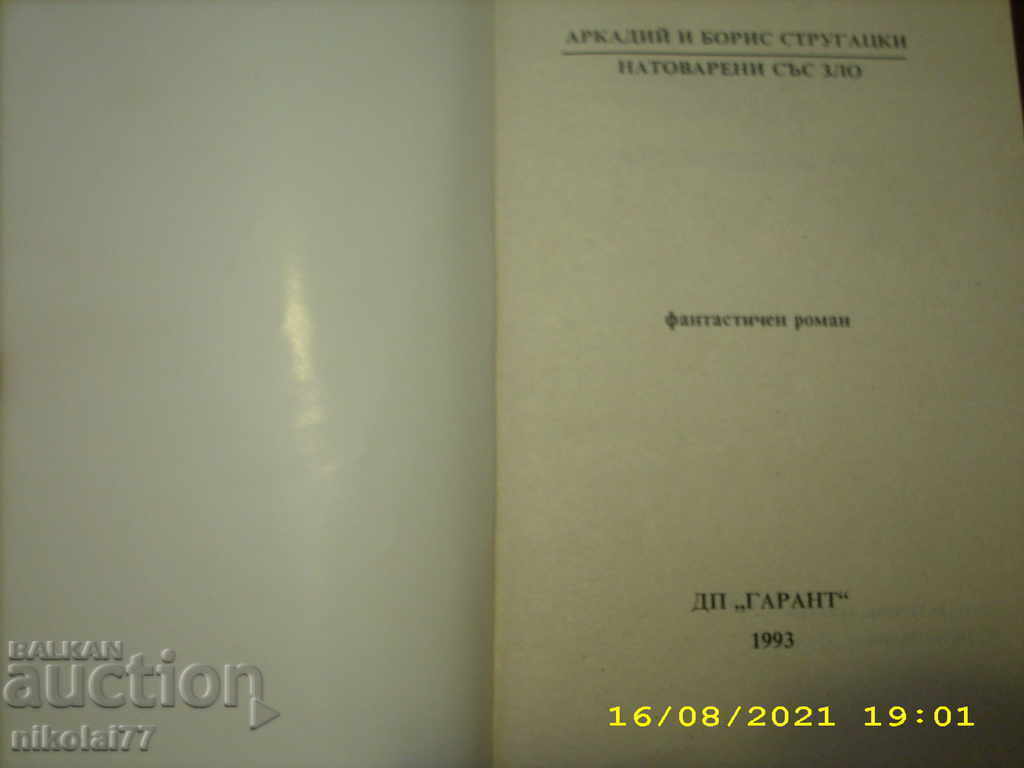 АРКАДИЙ И БОРИС СТРУГАЦКИ
НАТОВАРЕНИ СЪС ЗЛО
фантастичен роман
ДП „ГАРАНТ“
1993
BALKAN
auction
nikolai77
16/08/2021 19:01